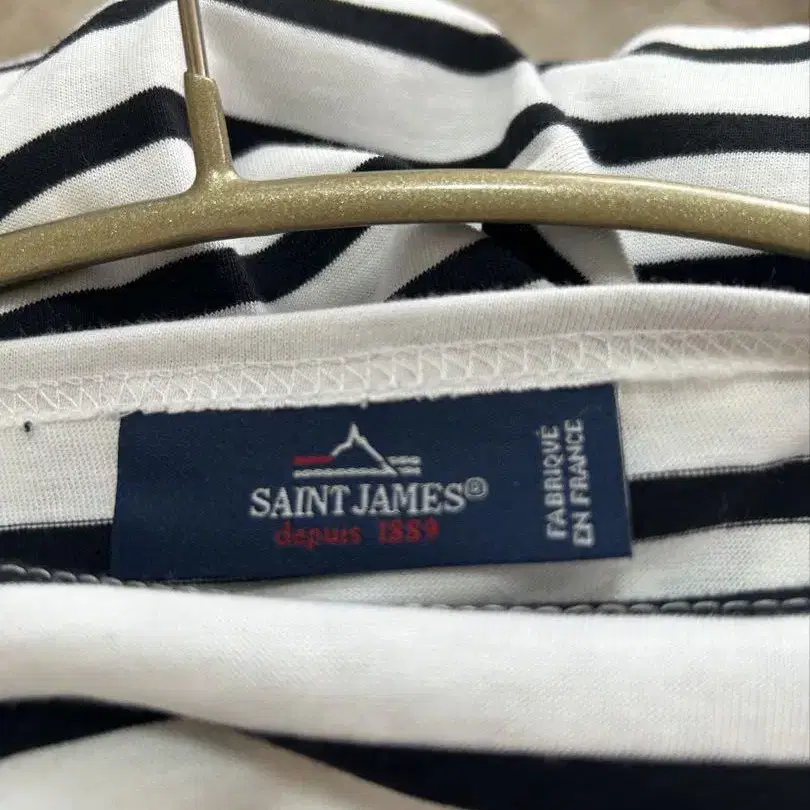 SAINT JAMES®
depuis 1889
FABRIQUÉ
EN FRANCE